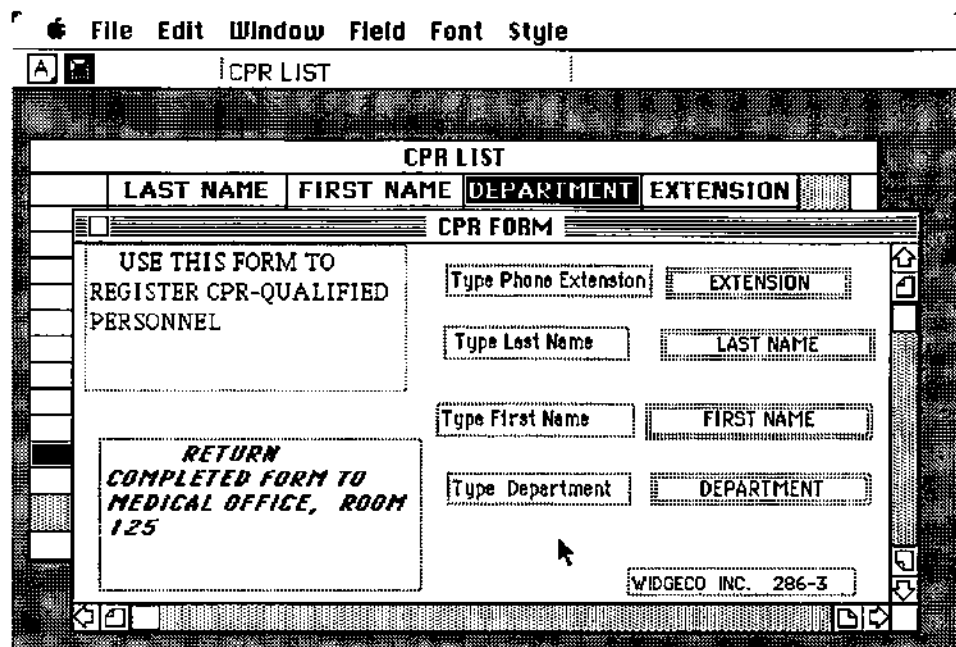 File Edit Window Field Font Style
A CPR LIST
CPR LIST
LAST NAME FIRST NAME DEPARTMENT EXTENSION
CPR FORM
USE THIS FORM TO
REGISTER CPR-QUALIFIED
PERSONNEL
Type Phone Extension EXTENSION
Type Last Name LAST NAME
Type First Name FIRST NAME
RETURN
COMPLETED FORM TO
MEDICAL OFFICE, ROOM
125
Type Department DEPARTMENT
WIDGECO INC. 286-3